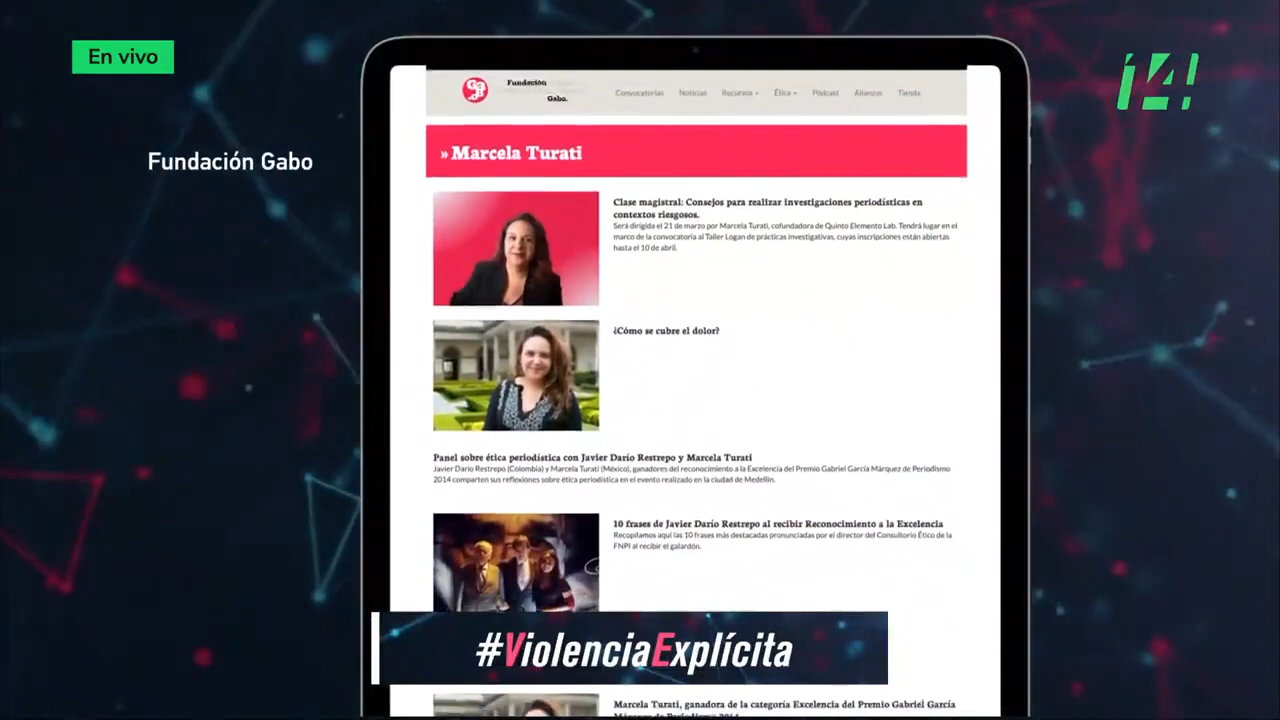 En vivo
14!
Fundación Gabo
Fundación
Gabo.
Convocatorias Noticias Recursos Ética Podcast Alianzas Tienda
» Marcela Turati
Clase magistral: Consejos para realizar investigaciones periodísticas en
contextos riesgosos.
Será dirigida el 21 de marzo por Marcela Turati, cofundadora de Quinto Elemento Lab. Tendrá lugar en el
marco de la convocatoria al Taller Logan de prácticas investigativas, cuyas inscripciones están abiertas
hasta el 10 de abril.
¿Cómo se cubre el dolor?
Panel sobre ética periodística con Javier Darío Restrepo y Marcela Turati
Javier Darío Restrepo (Colombia) y Marcela Turati (México), ganadores del reconocimiento a la Excelencia del Premio Gabriel García Márquez de Periodismo
2014 comparten sus reflexiones sobre ética periodística en el evento realizado en la ciudad de Medellín.
10 frases de Javier Darío Restrepo al recibir Reconocimiento a la Excelencia
Recopilamos aquí las 10 frases más destacadas pronunciadas por el director del Consultorio Ético de la
FNPI al recibir el galardón.
#ViolenciaExplícita
Marcela Turati, ganadora de la categoría Excelencia del Premio Gabriel García
Márquez de Periodismo 2014